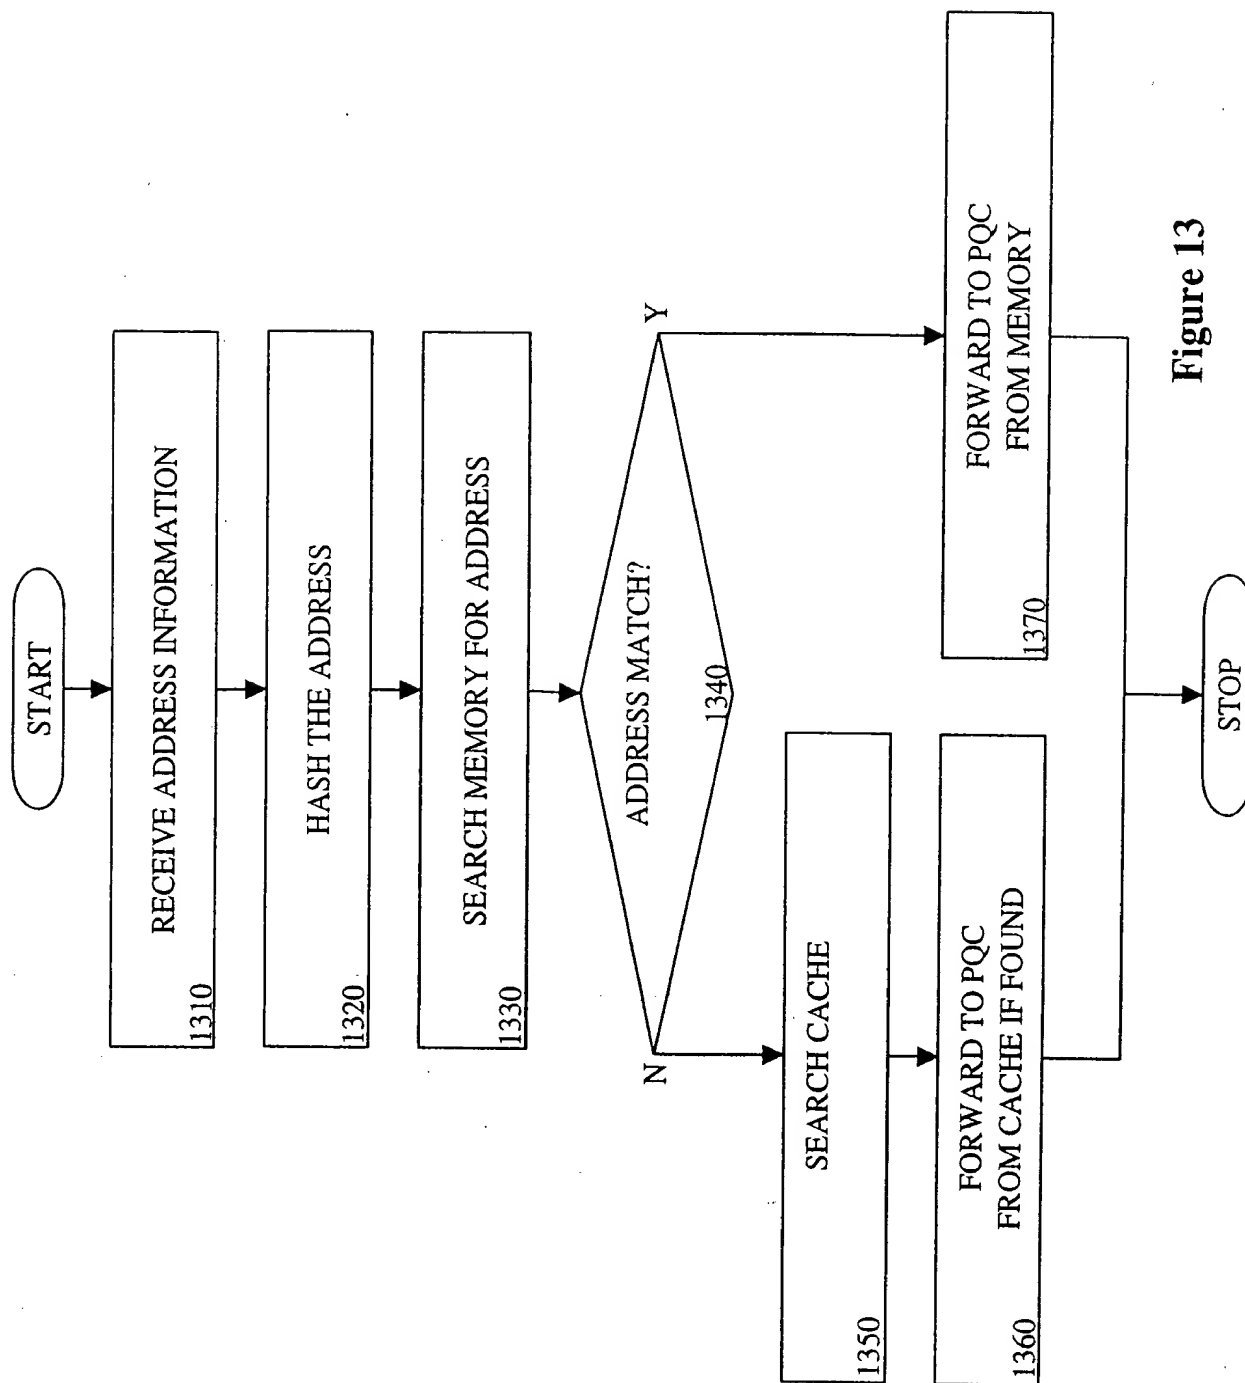 START
RECEIVE ADDRESS INFORMATION
1310
HASH THE ADDRESS
1320
SEARCH MEMORY FOR ADDRESS
1330
ADDRESS MATCH?
1340
N
Y
SEARCH CACHE
1350
FORWARD TO PQC
FROM CACHE IF FOUND
1360
FORWARD TO PQC
FROM MEMORY
1370
STOP
Figure 13